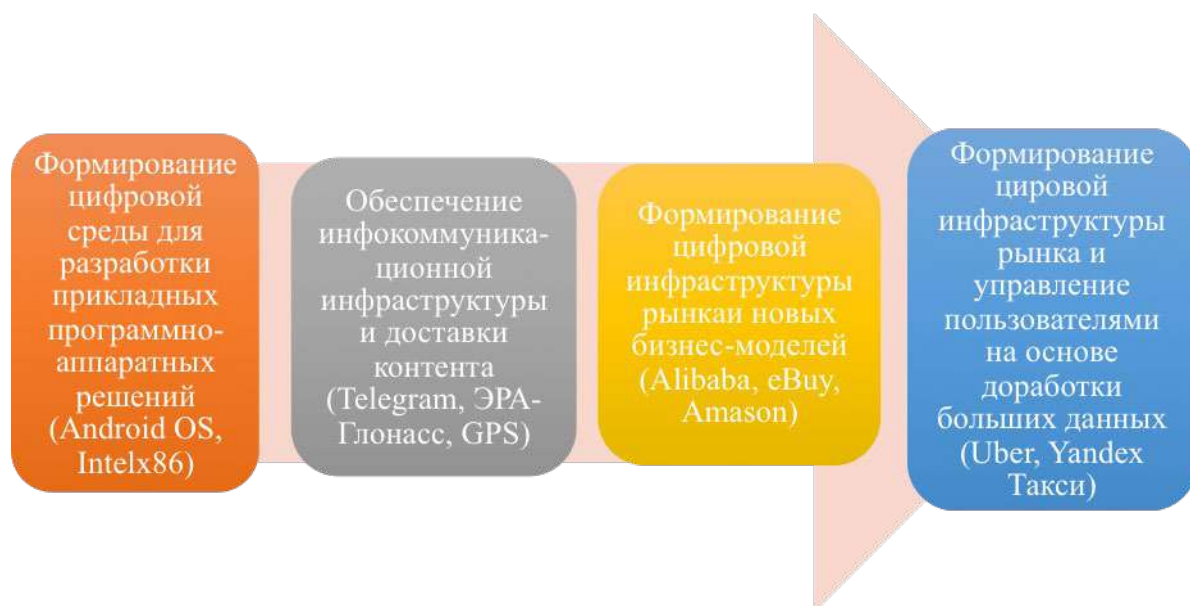 Формирование
цифровой
среды для
разработки
прикладных
программно-
аппаратных
решений
(Android OS,
Intelx86)
Обеспечение
инфокоммуника-
ционной
инфраструктуры
и доставки
контента
(Telegram, ЭРА-
Глонасс, GPS)
Формирование
цифровой
инфраструктуры
рынкаи новых
бизнес-моделей
(Alibaba, eBuy,
Amason)
Формирование
цировой
инфраструктуры
рынка и
управление
пользователями
на основе
доработки
больших данных
(Uber, Yandex
Такси)